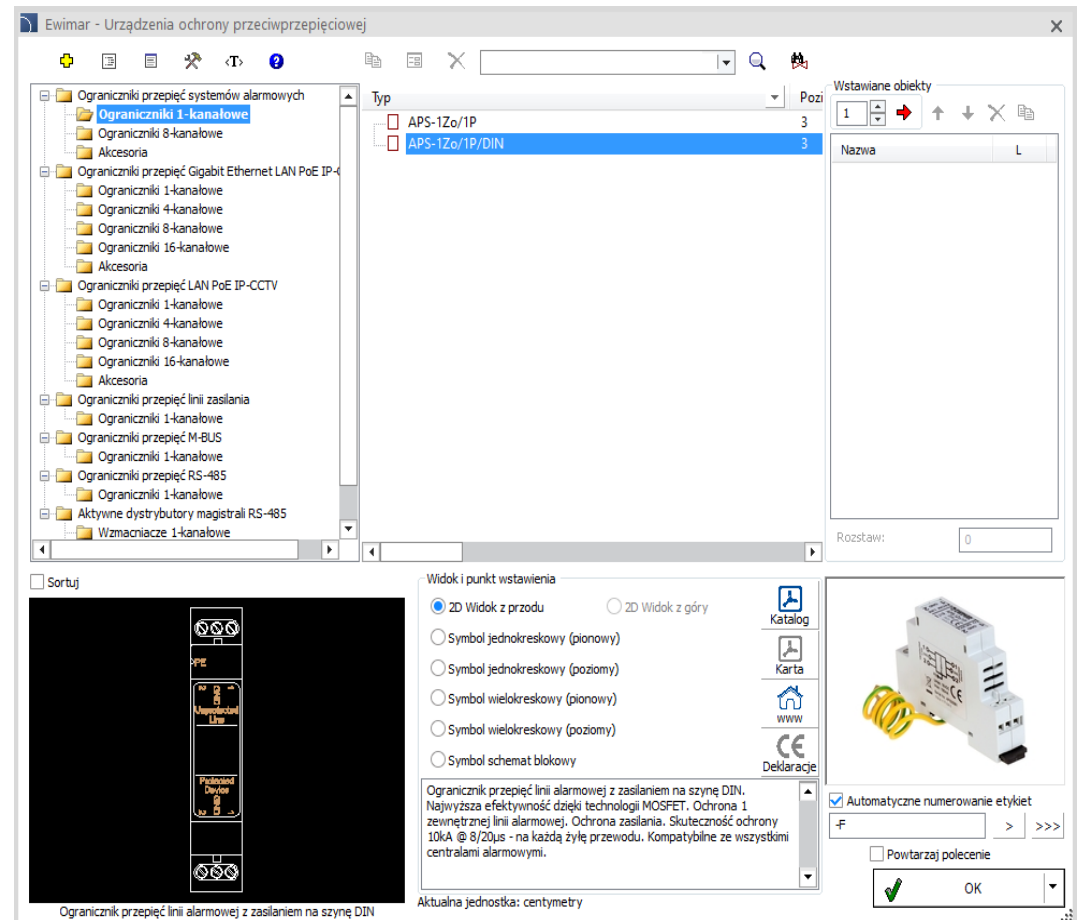 Ewimar - Urządzenia ochrony przeciwprzepięciowej
<T>
Ograniczniki przepięć systemów alarmowych
Ograniczniki 1-kanałowe
Ograniczniki 8-kanałowe
Akcesoria
Ograniczniki przepięć Gigabit Ethernet LAN PoE IP-
Ograniczniki 1-kanałowe
Ograniczniki 4-kanałowe
Ograniczniki 8-kanałowe
Ograniczniki 16-kanałowe
Akcesoria
Ograniczniki przepięć LAN PoE IP-CCTV
Ograniczniki 1-kanałowe
Ograniczniki 4-kanałowe
Ograniczniki 8-kanałowe
Ograniczniki 16-kanałowe
Akcesoria
Ograniczniki przepięć linii zasilania
Ograniczniki 1-kanałowe
Ograniczniki przepięć M-BUS
Ograniczniki 1-kanałowe
Ograniczniki przepięć RS-485
Ograniczniki 1-kanałowe
Aktywne dystrybutory magistrali RS-485
Wzmacniacze 1-kanałowe
Typ Pozi
APS-1Zo/1P 3
APS-1Zo/1P/DIN 3
Wstawiane obiekty
1
Nazwa L
Rozstaw: 0
Sortuj
PE
2 GND 1
Unprotected
Line
Protected
Device
2 GND 1
Ogranicznik przepięć linii alarmowej z zasilaniem na szynę DIN
Widok i punkt wstawienia
2D Widok z przodu 2D Widok z góry
Symbol jednokreskowy (pionowy)
Symbol jednokreskowy (poziomy)
Symbol wielokreskowy (pionowy)
Symbol wielokreskowy (poziomy)
Symbol schemat blokowy
Katalog
Karta
www
CE
Deklaracje
Ogranicznik przepięć linii alarmowej z zasilaniem na szynę DIN.
Najwyższa efektywność dzięki technologii MOSFET. Ochrona 1
zewnętrznej linii alarmowej. Ochrona zasilania. Skuteczność ochrony
10kA @ 8/20µs - na każdą żyłę przewodu. Kompatybilne ze wszystkimi
centralami alarmowymi.
Aktualna jednostka: centymetry
CE
Automatyczne numerowanie etykiet
-F > >>>
Powtarzaj polecenie
OK